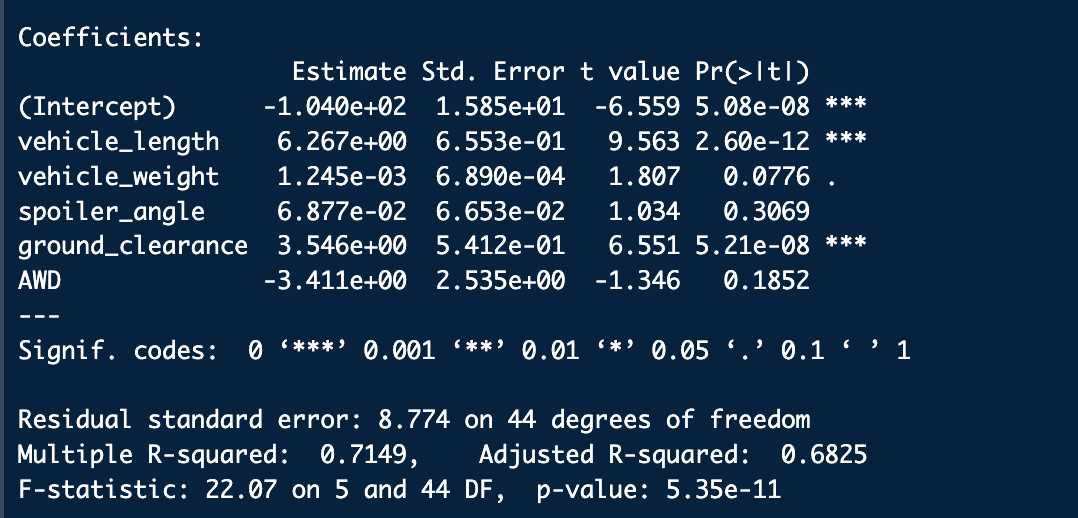 Coefficients:
Estimate Std. Error t value Pr(>|t|)
(Intercept) -1.040e+02 1.585e+01 -6.559 5.08e-08 ***
vehicle_length 6.267e+00 6.553e-01 9.563 2.60e-12 ***
vehicle_weight 1.245e-03 6.890e-04 1.807 0.0776 .
spoiler_angle 6.877e-02 6.653e-02 1.034 0.3069
ground_clearance 3.546e+00 5.412e-01 6.551 5.21e-08 ***
AWD -3.411e+00 2.535e+00 -1.346 0.1852
---
Signif. codes: 0 ‘***’ 0.001 ‘**’ 0.01 ‘*’ 0.05 ‘.’ 0.1 ‘ ’ 1
Residual standard error: 8.774 on 44 degrees of freedom
Multiple R-squared: 0.7149, Adjusted R-squared: 0.6825
F-statistic: 22.07 on 5 and 44 DF, p-value: 5.35e-11